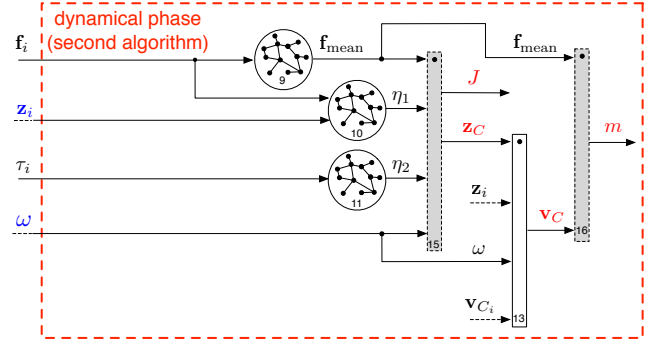 dynamical phase
(second algorithm)
f_i
f_mean
f_mean
9
z_i
η_1
J
10
z_C
m
τ_i
η_2
z_i
11
v_C
ω
15
ω
16
v_{C_i}
13